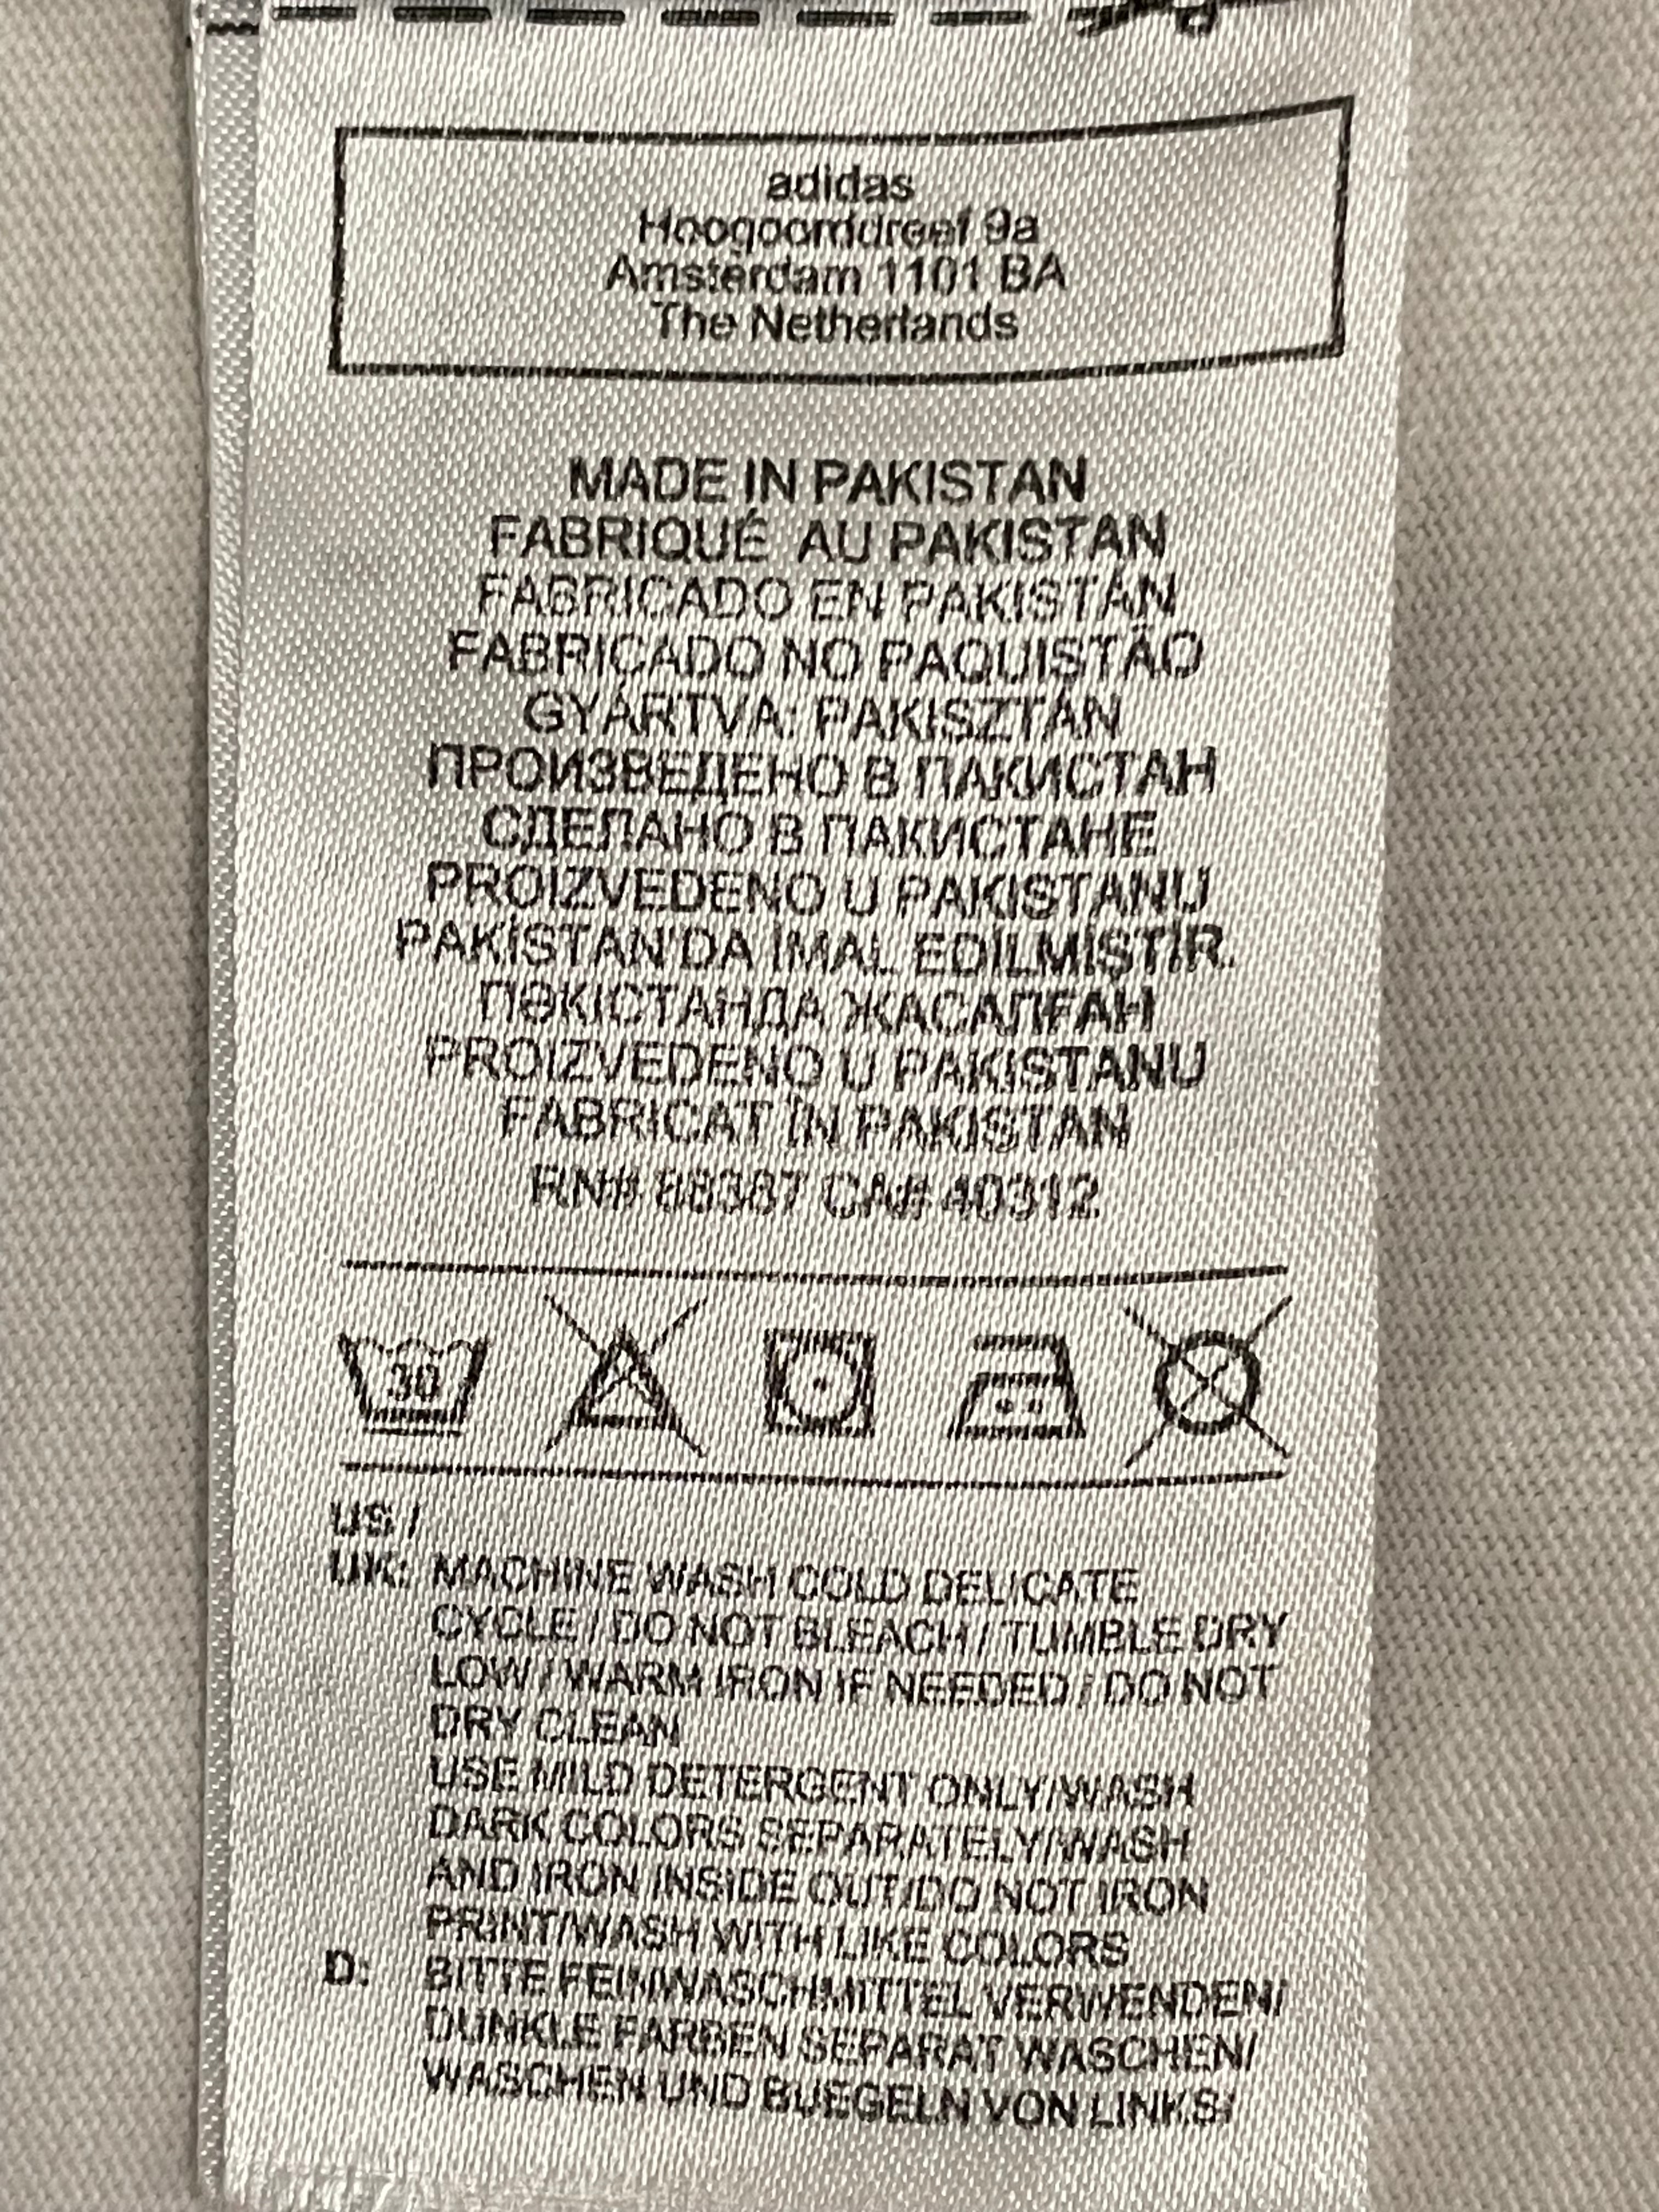 adidas
Hoogoorddreef 9a
Amsterdam 1101 BA
The Netherlands
MADE IN PAKISTAN
FABRIQUÉ AU PAKISTAN
FABRICADO EN PAKISTÁN
FABRICADO NO PAQUISTÃO
GYÁRTVA: PAKISZTÁN
ПРОИЗВЕДЕНО В ПАКИСТАН
СДЕЛАНО В ПАКИСТАНЕ
PROIZVEDENO U PAKISTANU
PAKİSTAN'DA İMAL EDİLMİŞTİR.
ПӘКІСТАНДА ЖАСАЛҒАН
PROIZVEDENO U PAKISTANU
FABRICAT ÎN PAKISTAN
RN# 88387 CA# 40312
30
US /
UK: MACHINE WASH COLD DELICATE
CYCLE / DO NOT BLEACH / TUMBLE DRY
LOW / WARM IRON IF NEEDED / DO NOT
DRY CLEAN
USE MILD DETERGENT ONLY/WASH
DARK COLORS SEPARATELY/WASH
AND IRON INSIDE OUT/DO NOT IRON
PRINT/WASH WITH LIKE COLORS
D: BITTE FEINWASCHMITTEL VERWENDEN/
DUNKLE FARBEN SEPARAT WASCHEN/
WASCHEN UND BUEGELN VON LINKS/